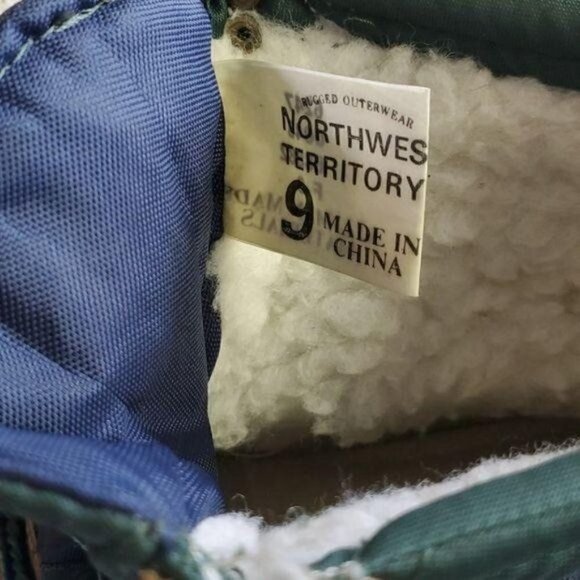 RUGGED OUTERWEAR
NORTHWES
TERRITORY
9
MADE IN
CHINA